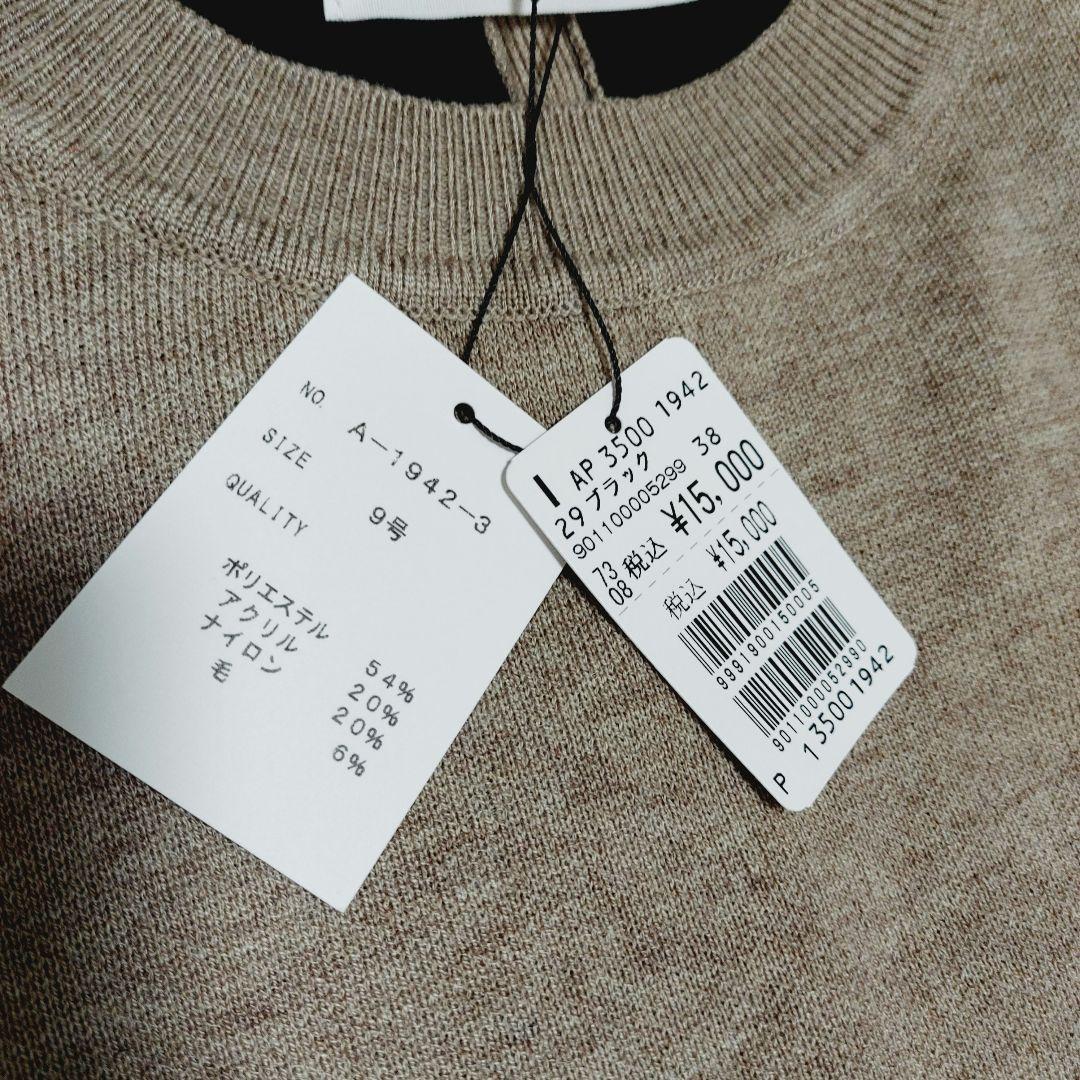 NO.
A-1942-3
SIZE
9号
QUALITY
ポリエステル 54%
アクリル 20%
ナイロン 20%
毛 6%
I AP 3500 1942
29ブラック 38
901100005299
73 税込 ¥15,000
08
税込 ¥15,000
9991900150005
9011000052990
P 135001942